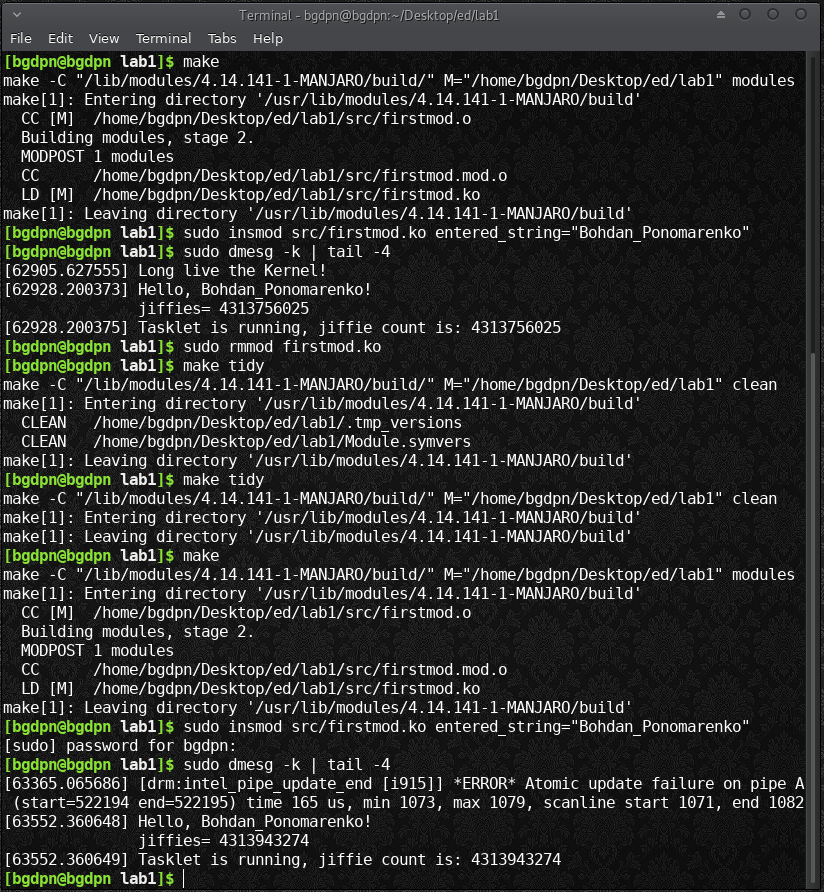 Terminal - bgdpn@bgdpn:~/Desktop/ed/lab1
File Edit View Terminal Tabs Help
[bgdpn@bgdpn lab1]$ make
make -C "/lib/modules/4.14.141-1-MANJARO/build/" M="/home/bgdpn/Desktop/ed/lab1" modules
make[1]: Entering directory '/usr/lib/modules/4.14.141-1-MANJARO/build'
  CC [M]  /home/bgdpn/Desktop/ed/lab1/src/firstmod.o
  Building modules, stage 2.
  MODPOST 1 modules
  CC      /home/bgdpn/Desktop/ed/lab1/src/firstmod.mod.o
  LD [M]  /home/bgdpn/Desktop/ed/lab1/src/firstmod.ko
make[1]: Leaving directory '/usr/lib/modules/4.14.141-1-MANJARO/build'
[bgdpn@bgdpn lab1]$ sudo insmod src/firstmod.ko entered_string="Bohdan_Ponomarenko"
[bgdpn@bgdpn lab1]$ sudo dmesg -k | tail -4
[62905.627555] Long live the Kernel!
[62928.200373] Hello, Bohdan_Ponomarenko!
               jiffies= 4313756025
[62928.200375] Tasklet is running, jiffie count is: 4313756025
[bgdpn@bgdpn lab1]$ sudo rmmod firstmod.ko
[bgdpn@bgdpn lab1]$ make tidy
make -C "/lib/modules/4.14.141-1-MANJARO/build/" M="/home/bgdpn/Desktop/ed/lab1" clean
make[1]: Entering directory '/usr/lib/modules/4.14.141-1-MANJARO/build'
  CLEAN   /home/bgdpn/Desktop/ed/lab1/.tmp_versions
  CLEAN   /home/bgdpn/Desktop/ed/lab1/Module.symvers
make[1]: Leaving directory '/usr/lib/modules/4.14.141-1-MANJARO/build'
[bgdpn@bgdpn lab1]$ make tidy
make -C "/lib/modules/4.14.141-1-MANJARO/build/" M="/home/bgdpn/Desktop/ed/lab1" clean
make[1]: Entering directory '/usr/lib/modules/4.14.141-1-MANJARO/build'
make[1]: Leaving directory '/usr/lib/modules/4.14.141-1-MANJARO/build'
[bgdpn@bgdpn lab1]$ make
make -C "/lib/modules/4.14.141-1-MANJARO/build/" M="/home/bgdpn/Desktop/ed/lab1" modules
make[1]: Entering directory '/usr/lib/modules/4.14.141-1-MANJARO/build'
  CC [M]  /home/bgdpn/Desktop/ed/lab1/src/firstmod.o
  Building modules, stage 2.
  MODPOST 1 modules
  CC      /home/bgdpn/Desktop/ed/lab1/src/firstmod.mod.o
  LD [M]  /home/bgdpn/Desktop/ed/lab1/src/firstmod.ko
make[1]: Leaving directory '/usr/lib/modules/4.14.141-1-MANJARO/build'
[bgdpn@bgdpn lab1]$ sudo insmod src/firstmod.ko entered_string="Bohdan_Ponomarenko"
[sudo] password for bgdpn:
[bgdpn@bgdpn lab1]$ sudo dmesg -k | tail -4
[63365.065686] [drm:intel_pipe_update_end [i915]] *ERROR* Atomic update failure on pipe A
 (start=522194 end=522195) time 165 us, min 1073, max 1079, scanline start 1071, end 1082
[63552.360648] Hello, Bohdan_Ponomarenko!
               jiffies= 4313943274
[63552.360649] Tasklet is running, jiffie count is: 4313943274
[bgdpn@bgdpn lab1]$